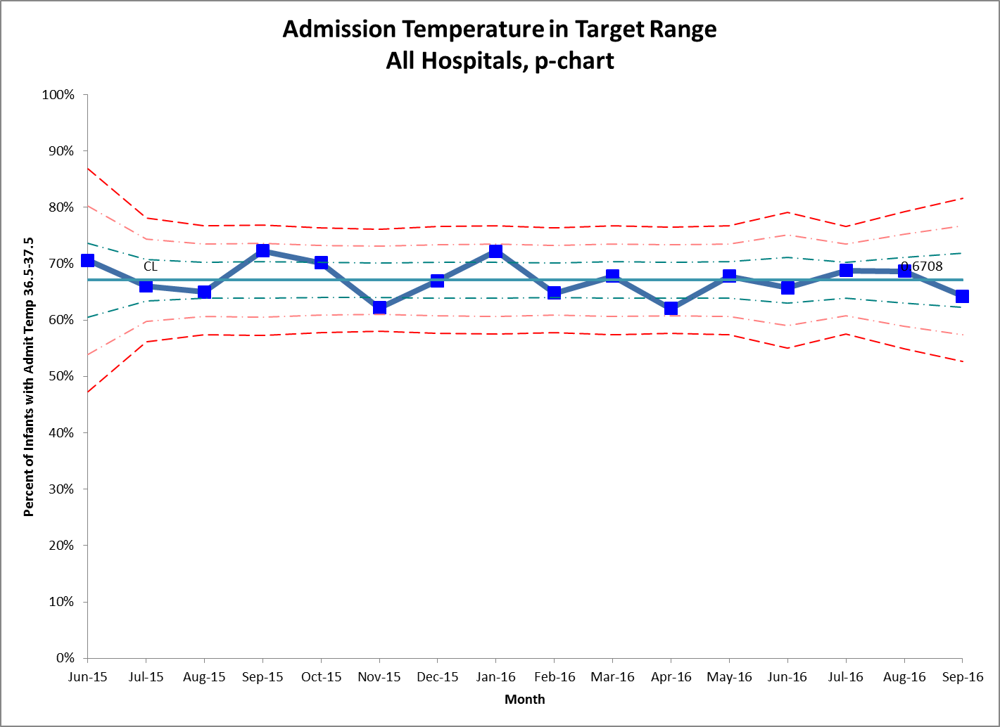 Admission Temperature in Target Range
All Hospitals, p-chart
Percent of Infants with Admit Temp 36.5-37.5
100%
90%
80%
70%
60%
50%
40%
30%
20%
10%
0%
CL
0.6708
Jun-15 Jul-15 Aug-15 Sep-15 Oct-15 Nov-15 Dec-15 Jan-16 Feb-16 Mar-16 Apr-16 May-16 Jun-16 Jul-16 Aug-16 Sep-16
Month